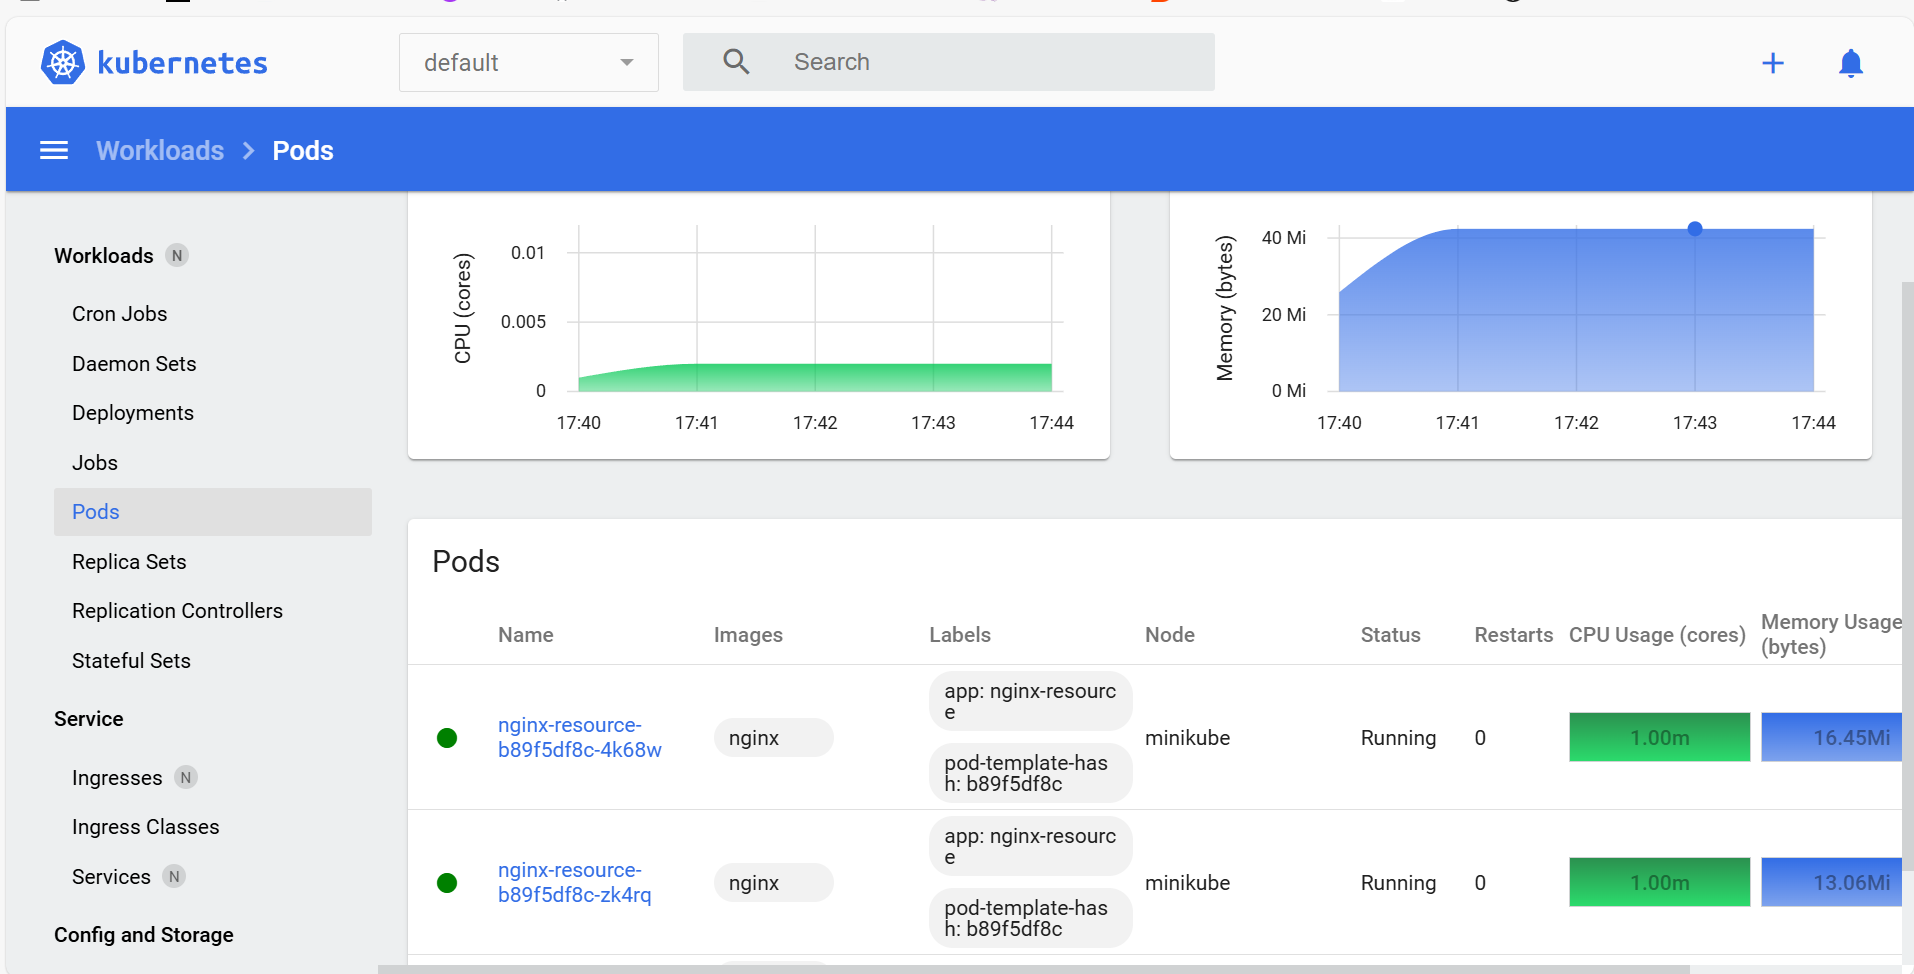 kubernetes
default
Search
Workloads
Pods
Workloads N
Cron Jobs
Daemon Sets
Deployments
Jobs
Pods
Replica Sets
Replication Controllers
Stateful Sets
Service
Ingresses N
Ingress Classes
Services N
Config and Storage
CPU (cores)
0.01
0.005
0
17:40 17:41 17:42 17:43 17:44
Memory (bytes)
40 Mi
20 Mi
0 Mi
17:40 17:41 17:42 17:43 17:44
Pods
Name Images Labels Node Status Restarts CPU Usage (cores) Memory Usage
(bytes)
nginx-resource-
b89f5df8c-4k68w
nginx
app: nginx-resourc
e
pod-template-has
h: b89f5df8c
minikube
Running
0
1.00m
16.45Mi
nginx-resource-
b89f5df8c-zk4rq
nginx
app: nginx-resourc
e
pod-template-has
h: b89f5df8c
minikube
Running
0
1.00m
13.06Mi